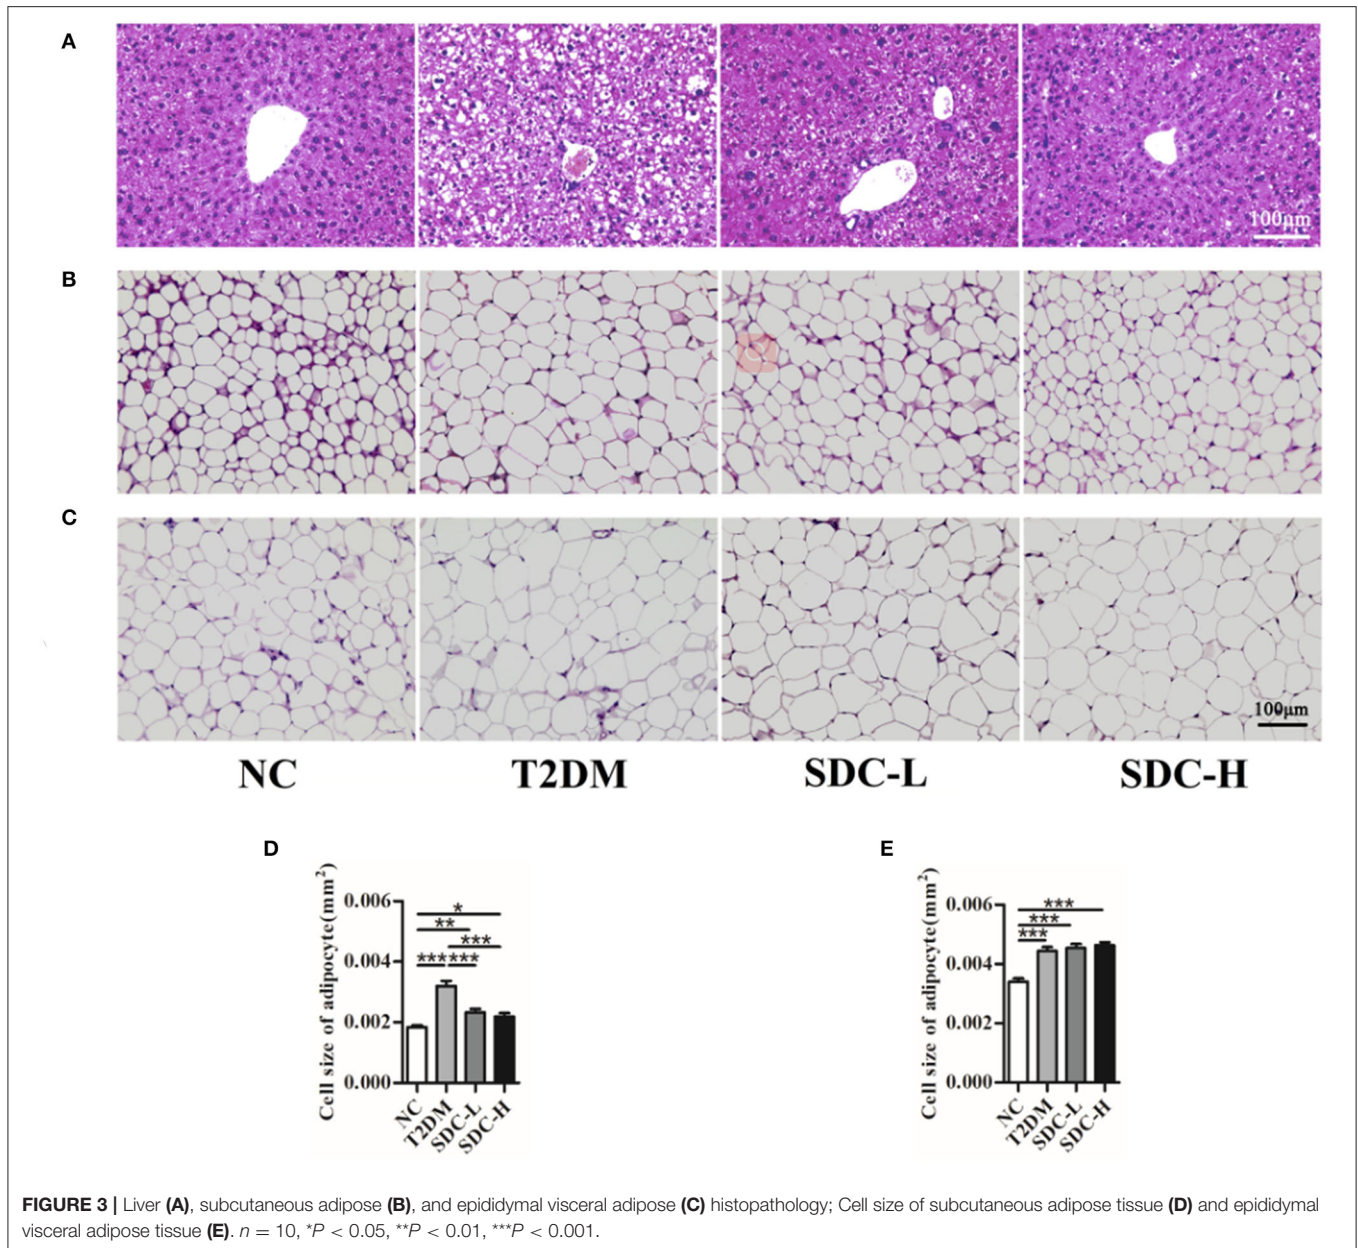 A
100nm
B
C
100μm
NC T2DM SDC-L SDC-H
D
Cell size of adipocyte(mm²)
0.006
0.004
0.002
0.000
*
**
***
*** ***
NC
T2DM
SDC-L
SDC-H
E
Cell size of adipocyte(mm²)
0.006
0.004
0.002
0.000
***
***
***
NC
T2DM
SDC-L
SDC-H
FIGURE 3 | Liver (A), subcutaneous adipose (B), and epididymal visceral adipose (C) histopathology; Cell size of subcutaneous adipose tissue (D) and epididymal
visceral adipose tissue (E). n = 10, *P < 0.05, **P < 0.01, ***P < 0.001.